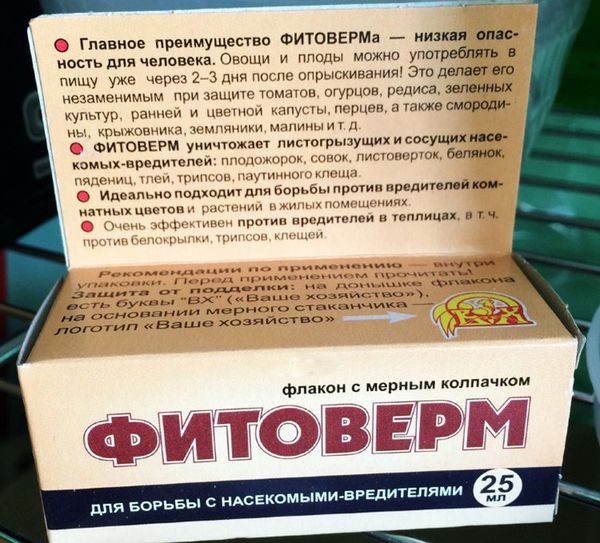 Главное преимущество ФИТОВЕРМа — низкая опас-
ность для человека. Овощи и плоды можно употреблять в
пищу уже через 2–3 дня после опрыскивания! Это делает его
незаменимым при защите томатов, огурцов, редиса, зеленных
культур, ранней и цветной капусты, перцев, а также смороди-
ны, крыжовника, земляники, малины и т. д.
ФИТОВЕРМ уничтожает листогрызущих и сосущих насе-
комых-вредителей: плодожорок, совок, листоверток, белянок,
пядениц, тлей, трипсов, паутинного клеща.
Идеально подходит для борьбы против вредителей ком-
натных цветов и растений в жилых помещениях.
Очень эффективен против вредителей в теплицах, в т. ч.
против белокрылки, трипсов, клещей.
Рекомендации по применению — внутри
упаковки. Перед применением прочитать!
Защита от подделки: на донышке флакона
есть буквы "ВХ" («Ваше хозяйство»),
на основании мерного стаканчика
логотип «Ваше хозяйство»
флакон с мерным колпачком
ФИТОВЕРМ
ДЛЯ БОРЬБЫ С НАСЕКОМЫМИ-ВРЕДИТЕЛЯМИ 25
МЛ